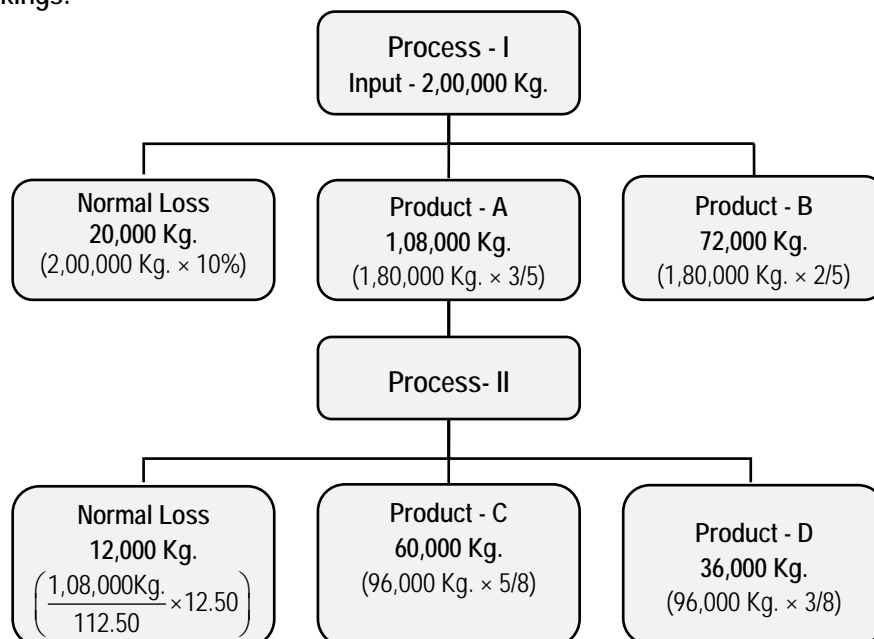 kings:
Process - I
Input - 2,00,000 Kg.
Normal Loss
20,000 Kg.
(2,00,000 Kg. × 10%)
Product - A
1,08,000 Kg.
(1,80,000 Kg. × 3/5)
Product - B
72,000 Kg.
(1,80,000 Kg. × 2/5)
Process- II
Normal Loss
12,000 Kg.
(1,08,000Kg./112.50 ×12.50)
Product - C
60,000 Kg.
(96,000 Kg. × 5/8)
Product - D
36,000 Kg.
(96,000 Kg. × 3/8)